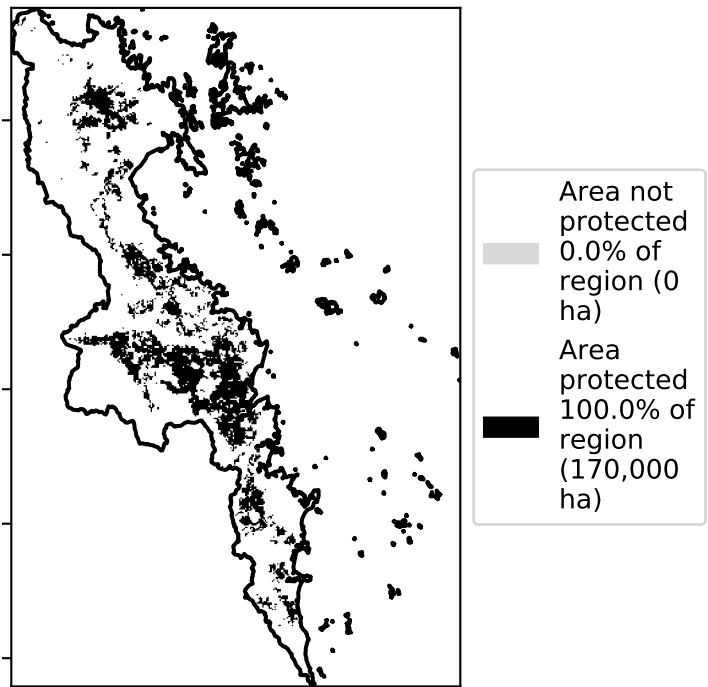 Area not
protected
0.0% of
region (0
ha)
Area
protected
100.0% of
region
(170,000
ha)